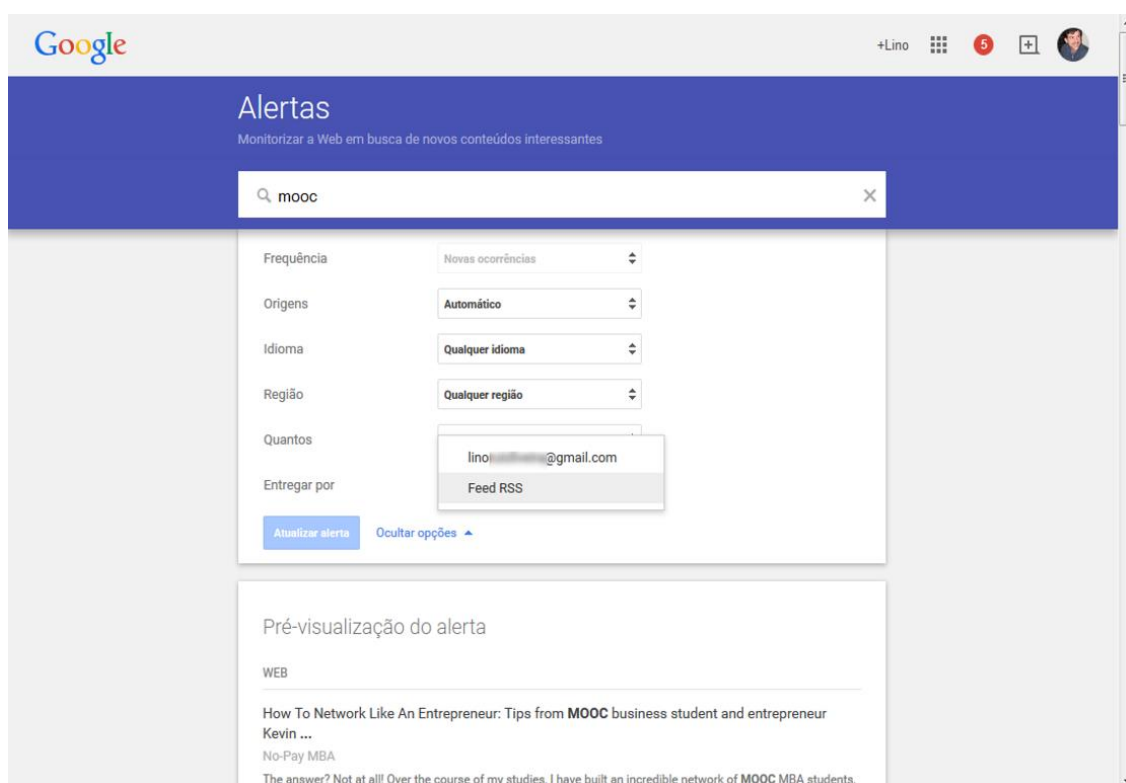 Google
+Lino
5
Alertas
Monitorizar a Web em busca de novos conteúdos interessantes
mooc
Frequência
Novas ocorrências
Origens
Automático
Idioma
Qualquer idioma
Região
Qualquer região
Quantos
lino @gmail.com
Entregar por
Feed RSS
Atualizar alerta Ocultar opções
Pré-visualização do alerta
WEB
How To Network Like An Entrepreneur: Tips from MOOC business student and entrepreneur
Kevin ...
No-Pay MBA
The answer? Not at all! Over the course of my studies, I have built an incredible network of MOOC MBA students,